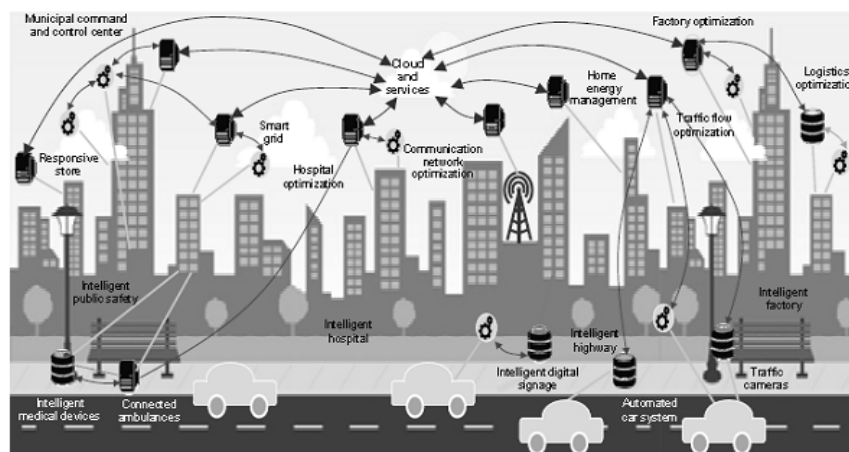 Municipal command
and control center
Factory optimization
Cloud
and
services
Home
energy
management
Logistics
optimization
Traffic flow
optimization
Smart
grid
Responsive
store
Hospital
optimization
Communication
network
optimization
Intelligent
public safety
Intelligent
hospital
Intelligent
highway
Intelligent
factory
Intelligent digital
signage
Traffic
cameras
Intelligent
medical devices
Connected
ambulances
Automated
car system